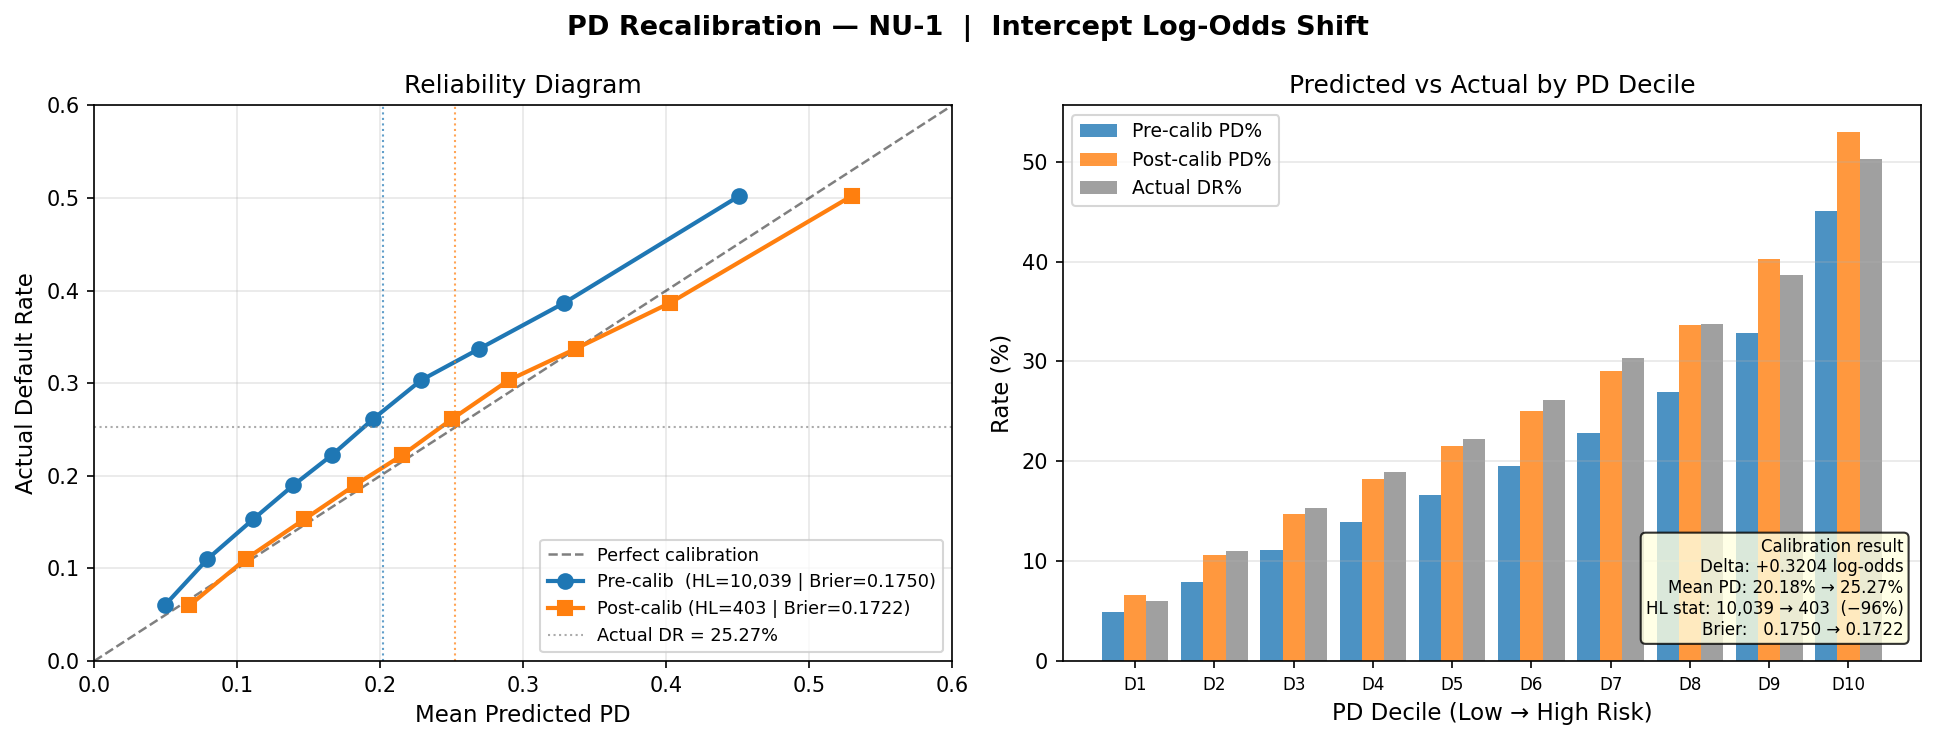 PD Recalibration — NU-1 | Intercept Log-Odds Shift
Reliability Diagram
0.6
0.5
0.4
0.3
0.2
0.1
0.0
Actual Default Rate
Perfect calibration
Pre-calib (HL=10,039 | Brier=0.1750)
Post-calib (HL=403 | Brier=0.1722)
Actual DR = 25.27%
0.0 0.1 0.2 0.3 0.4 0.5 0.6
Mean Predicted PD
Predicted vs Actual by PD Decile
Pre-calib PD%
Post-calib PD%
Actual DR%
50
40
30
20
10
0
Rate (%)
Calibration result
Delta: +0.3204 log-odds
Mean PD: 20.18% → 25.27%
HL stat: 10,039 → 403 (−96%)
Brier: 0.1750 → 0.1722
D1 D2 D3 D4 D5 D6 D7 D8 D9 D10
PD Decile (Low → High Risk)